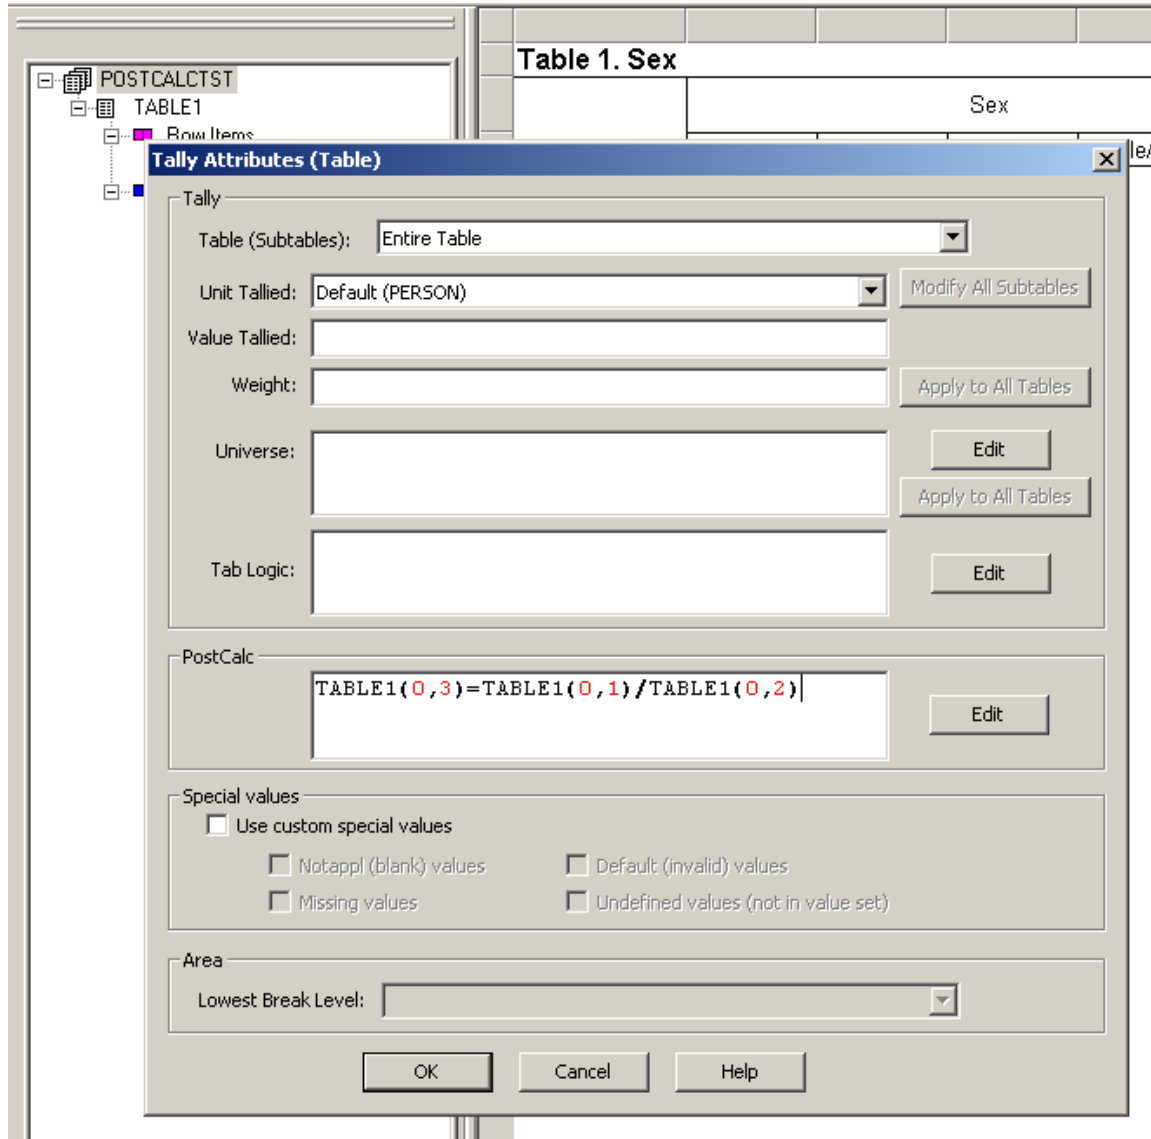 Table 1. Sex
POSTCALCTST
TABLE1
Sex
Row Items
Tally Attributes (Table)
Tally
Table (Subtables): Entire Table
Unit Tallied: Default (PERSON) Modify All Subtables
Value Tallied:
Weight: Apply to All Tables
Universe: Edit
Apply to All Tables
Tab Logic: Edit
PostCalc
TABLE1(0,3)=TABLE1(0,1)/TABLE1(0,2)
Edit
Special values
Use custom special values
Notappl (blank) values Default (invalid) values
Missing values Undefined values (not in value set)
Area
Lowest Break Level:
OK Cancel Help